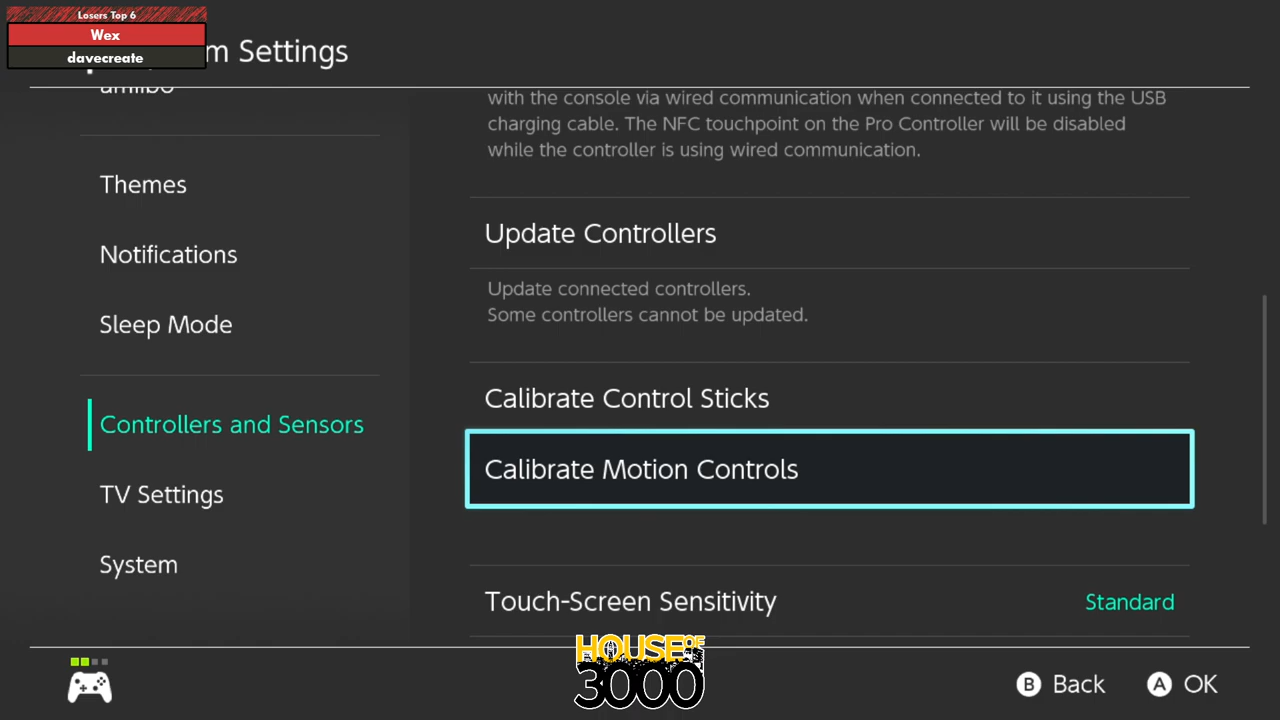 Losers Top 6
Wex
davecreate
m Settings
amiibo
Themes
Notifications
Sleep Mode
Controllers and Sensors
TV Settings
System
with the console via wired communication when connected to it using the USB
charging cable. The NFC touchpoint on the Pro Controller will be disabled
while the controller is using wired communication.
Update Controllers
Update connected controllers.
Some controllers cannot be updated.
Calibrate Control Sticks
Calibrate Motion Controls
Touch-Screen Sensitivity Standard
HOUSE OF
3000
B Back A OK